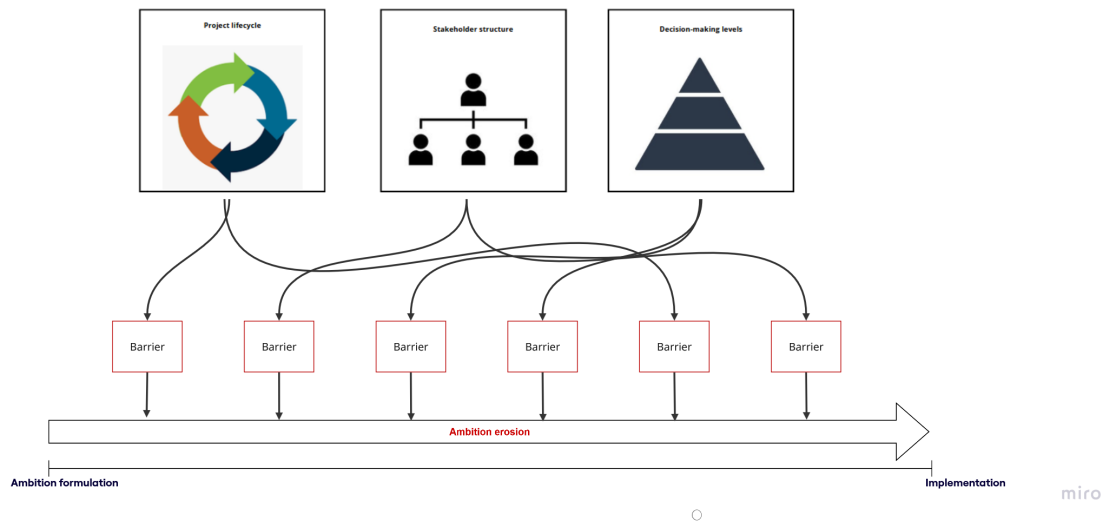 Project lifecycle
Stakeholder structure
Decision-making levels
Barrier
Barrier
Barrier
Barrier
Barrier
Barrier
Ambition erosion
Ambition formulation
Implementation
miro